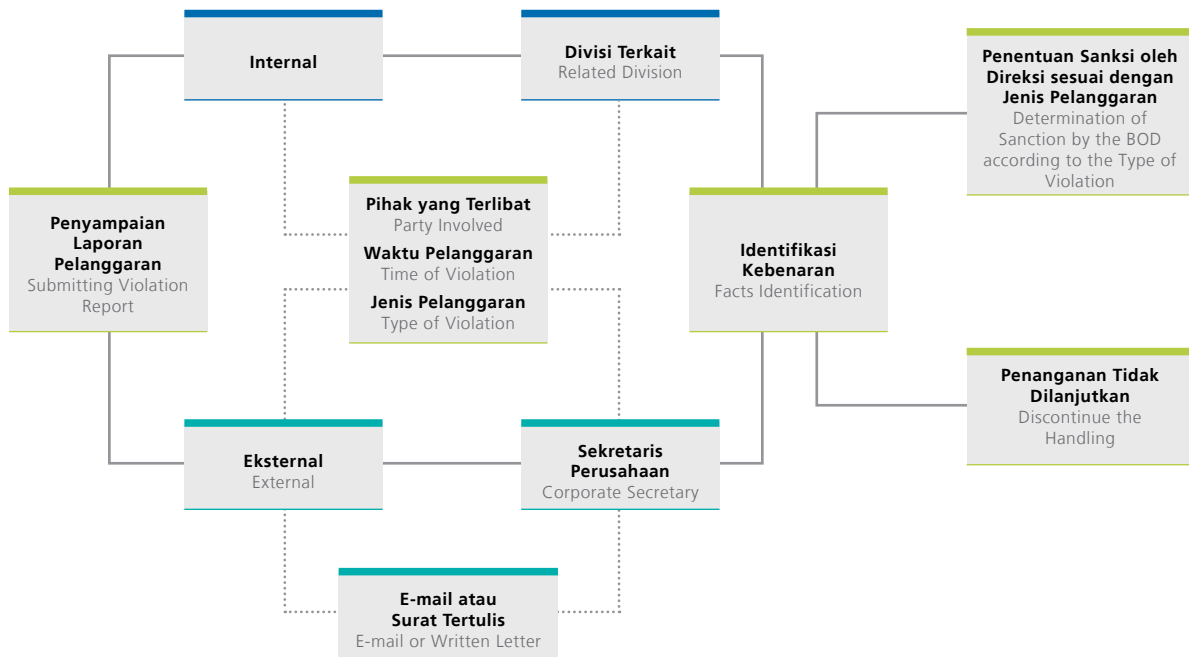 Internal
Divisi Terkait
Related Division
Penentuan Sanksi oleh
Direksi sesuai dengan
Jenis Pelanggaran
Determination of
Sanction by the BOD
according to the Type of
Violation
Penyampaian
Laporan
Pelanggaran
Submitting Violation
Report
Pihak yang Terlibat
Party Involved
Waktu Pelanggaran
Time of Violation
Jenis Pelanggaran
Type of Violation
Identifikasi
Kebenaran
Facts Identification
Penanganan Tidak
Dilanjutkan
Discontinue the
Handling
Eksternal
External
Sekretaris
Perusahaan
Corporate Secretary
E-mail atau
Surat Tertulis
E-mail or Written Letter